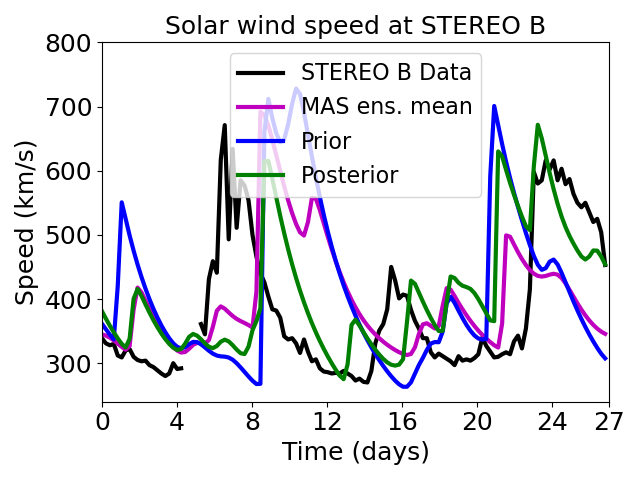 Solar wind speed at STEREO B
800
700
600
500
400
300
Speed (km/s)
STEREO B Data
MAS ens. mean
Prior
Posterior
0 4 8 12 16 20 24 27
Time (days)